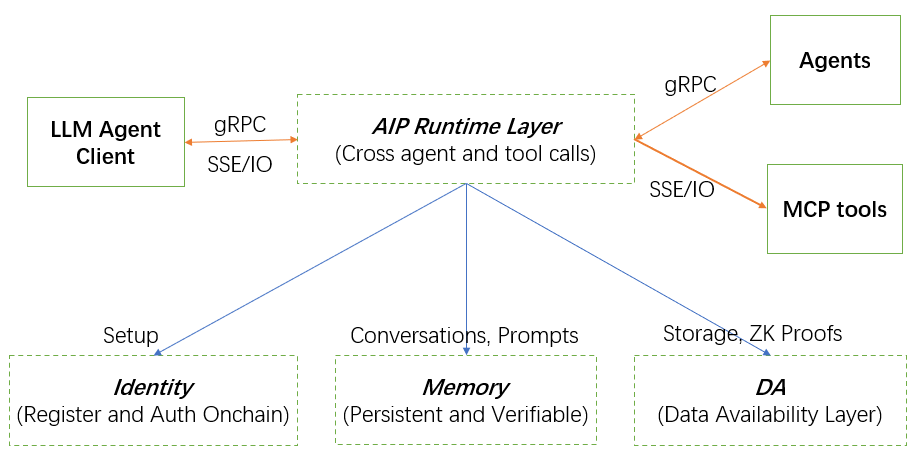 Agents
gRPC
LLM Agent
Client
gRPC
SSE/IO
AIP Runtime Layer
(Cross agent and tool calls)
SSE/IO
MCP tools
Setup
Conversations, Prompts
Storage, ZK Proofs
Identity
(Register and Auth Onchain)
Memory
(Persistent and Verifiable)
DA
(Data Availability Layer)